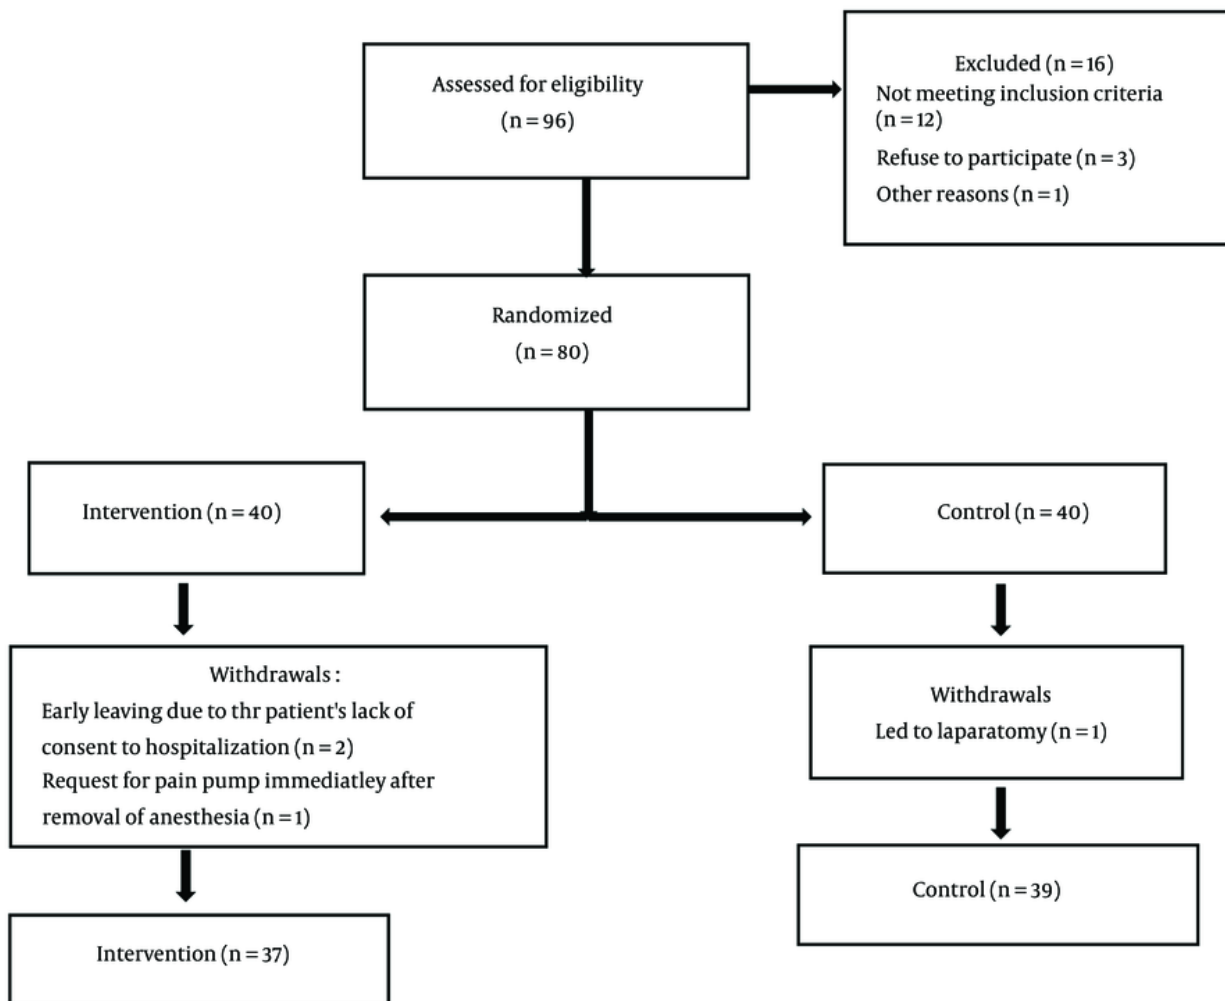 Assessed for eligibility
(n = 96)
Excluded (n = 16)
Not meeting inclusion criteria
(n = 12)
Refuse to participate (n = 3)
Other reasons (n = 1)
Randomized
(n = 80)
Intervention (n = 40)
Control (n = 40)
Withdrawals :
Early leaving due to thr patient's lack of
consent to hospitalization (n = 2)
Request for pain pump immediatley after
removal of anesthesia (n = 1)
Withdrawals
Led to laparatomy (n = 1)
Intervention (n = 37)
Control (n = 39)